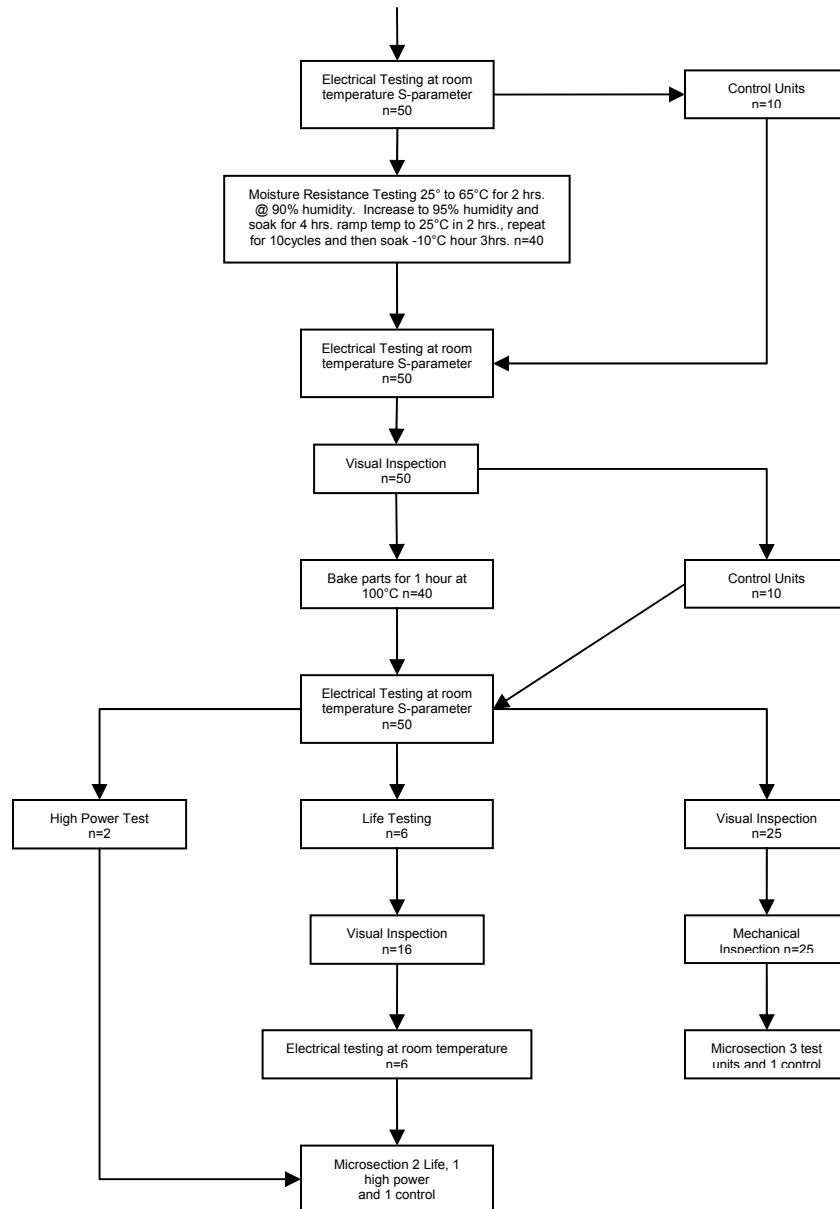 Electrical Testing at room
temperature S-parameter
n=50
Control Units
n=10
Moisture Resistance Testing 25° to 65°C for 2 hrs.
@ 90% humidity. Increase to 95% humidity and
soak for 4 hrs. ramp temp to 25°C in 2 hrs., repeat
for 10cycles and then soak -10°C hour 3hrs. n=40
Electrical Testing at room
temperature S-parameter
n=50
Visual Inspection
n=50
Bake parts for 1 hour at
100°C n=40
Control Units
n=10
Electrical Testing at room
temperature S-parameter
n=50
High Power Test
n=2
Life Testing
n=6
Visual Inspection
n=25
Visual Inspection
n=16
Mechanical
Inspection n=25
Electrical testing at room temperature
n=6
Microsection 3 test
units and 1 control
Microsection 2 Life, 1
high power
and 1 control